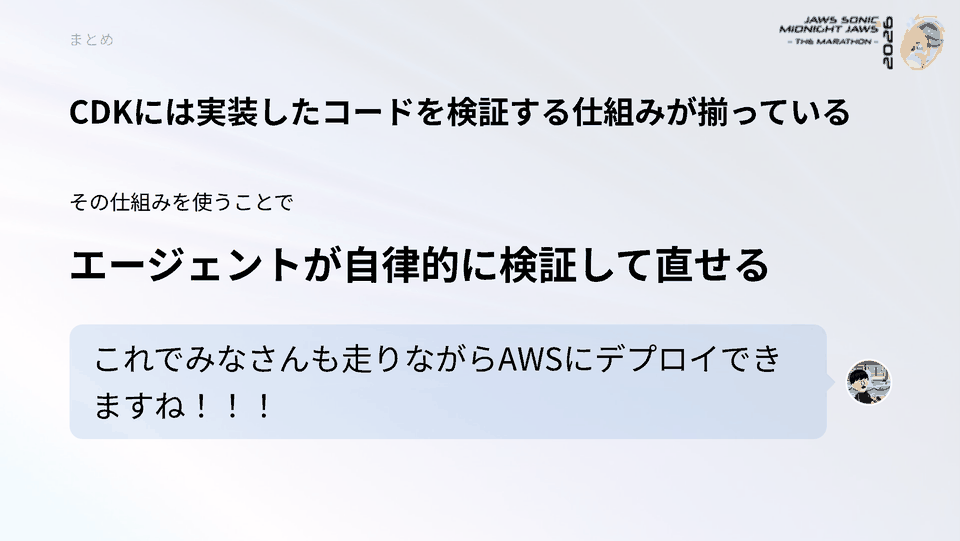 まとめ
JAWS SONIC
MIDNIGHT JAWS
- THE MARATHON -
2026
CDKには実装したコードを検証する仕組みが揃っている
その仕組みを使うことで
エージェントが自律的に検証して直せる
これでみなさんも走りながらAWSにデプロイでき
ますね！！！